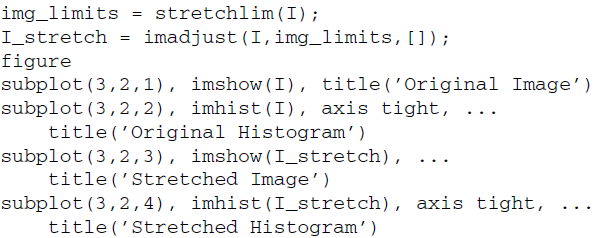 img_limits = stretchlim(I);
I_stretch = imadjust(I,img_limits,[]);
figure
subplot(3,2,1), imshow(I), title(’Original Image’)
subplot(3,2,2), imhist(I), axis tight, ...
    title(’Original Histogram’)
subplot(3,2,3), imshow(I_stretch), ...
    title(’Stretched Image’)
subplot(3,2,4), imhist(I_stretch), axis tight, ...
    title(’Stretched Histogram’)